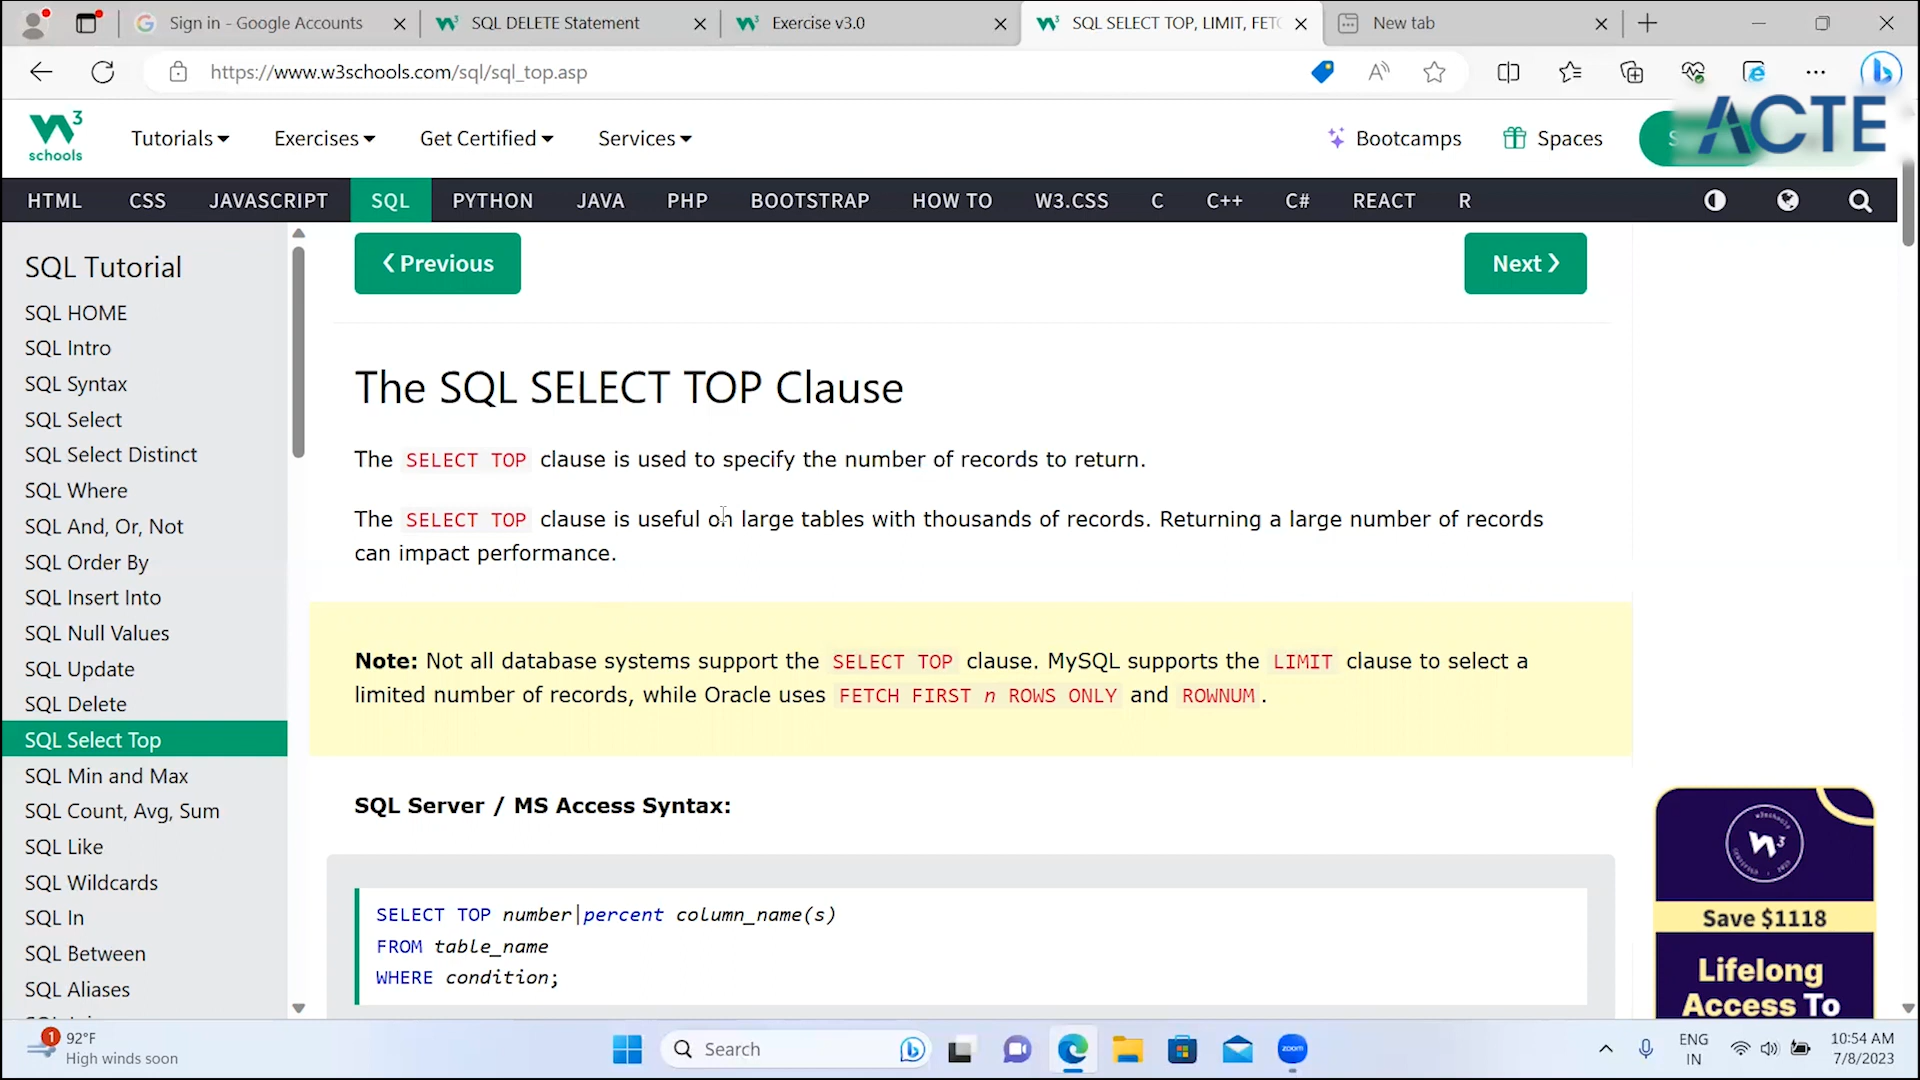 Sign in - Google Accounts
SQL DELETE Statement
Exercise v3.0
SQL SELECT TOP, LIMIT, FETC
New tab
https://www.w3schools.com/sql/sql_top.asp
W3
schools
Tutorials
Exercises
Get Certified
Services
Bootcamps
Spaces
ACTE
HTML CSS JAVASCRIPT SQL PYTHON JAVA PHP BOOTSTRAP HOW TO W3.CSS C C++ C# REACT R
SQL Tutorial
SQL HOME
SQL Intro
SQL Syntax
SQL Select
SQL Select Distinct
SQL Where
SQL And, Or, Not
SQL Order By
SQL Insert Into
SQL Null Values
SQL Update
SQL Delete
SQL Select Top
SQL Min and Max
SQL Count, Avg, Sum
SQL Like
SQL Wildcards
SQL In
SQL Between
SQL Aliases
❮ Previous
Next ❯
The SQL SELECT TOP Clause
The SELECT TOP clause is used to specify the number of records to return.
The SELECT TOP clause is useful on large tables with thousands of records. Returning a large number of records
can impact performance.
Note: Not all database systems support the SELECT TOP clause. MySQL supports the LIMIT clause to select a
limited number of records, while Oracle uses FETCH FIRST n ROWS ONLY and ROWNUM.
SQL Server / MS Access Syntax:
SELECT TOP number|percent column_name(s)
FROM table_name
WHERE condition;
Save $1118
Lifelong
Access To
1
92°F
High winds soon
Search
zoom
ENG
IN
10:54 AM
7/8/2023